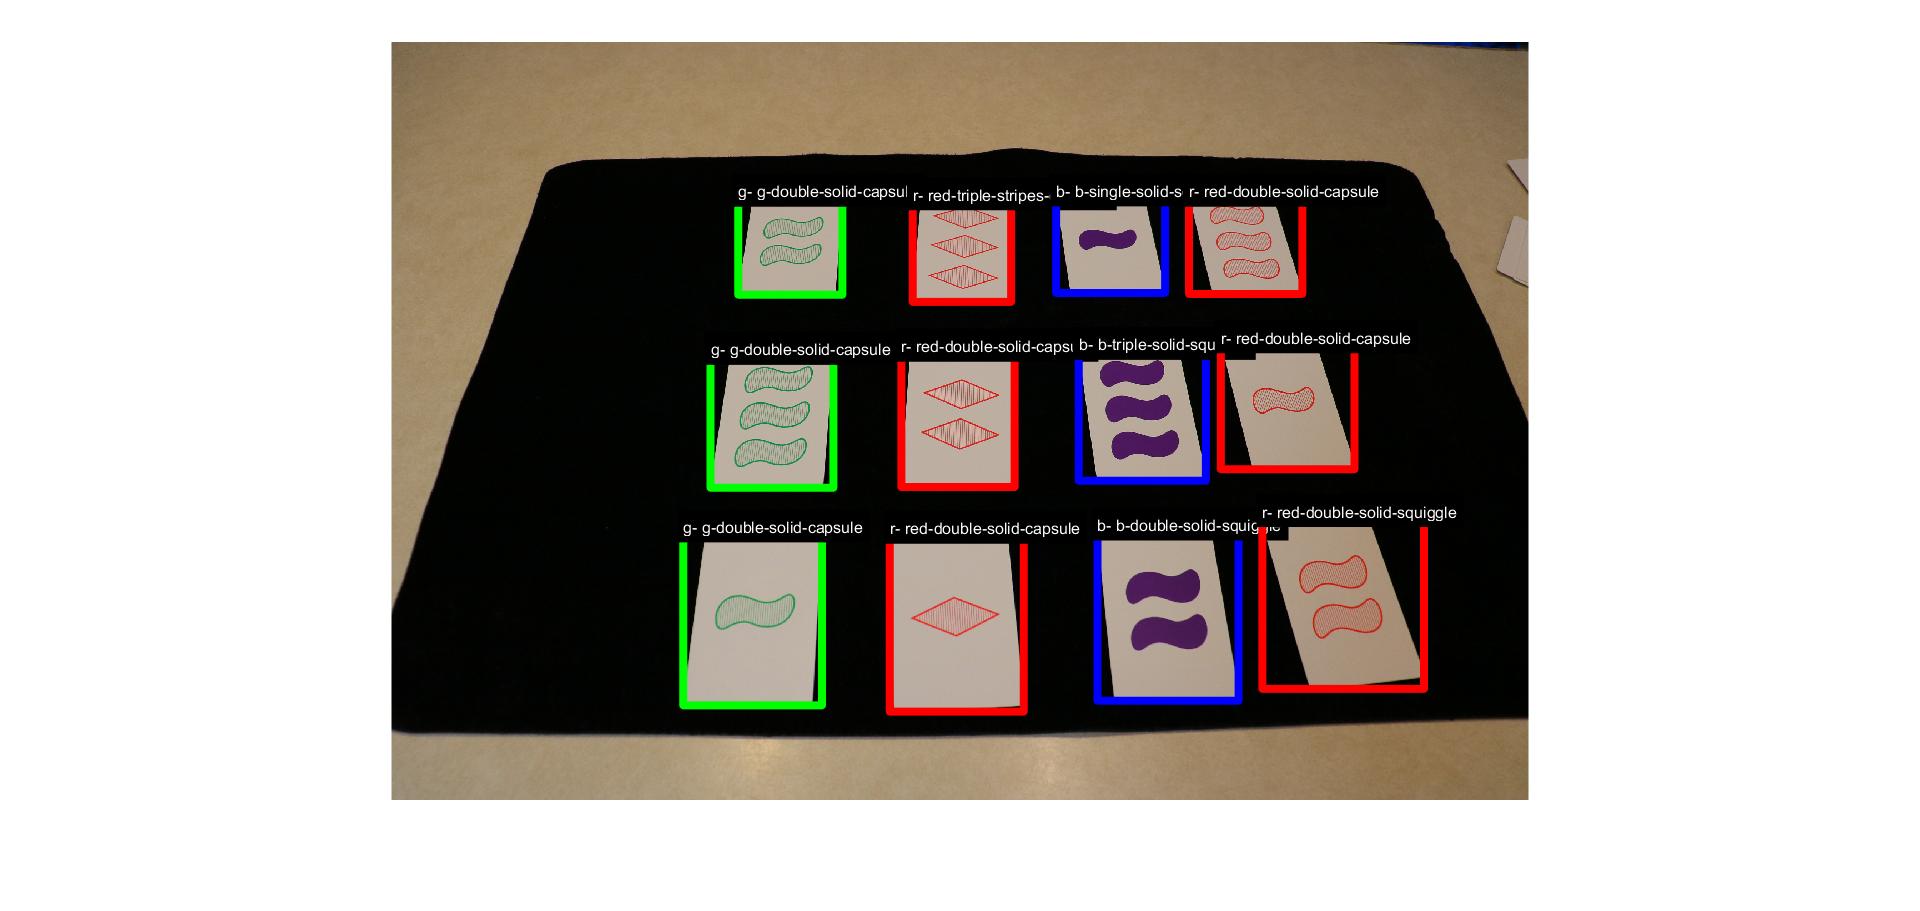 g- g-double-solid-capsul
r- red-triple-stripes-
b- b-single-solid-s
r- red-double-solid-capsule
g- g-double-solid-capsule
r- red-double-solid-capsu
b- b-triple-solid-squ
r- red-double-solid-capsule
g- g-double-solid-capsule
r- red-double-solid-capsule
b- b-double-solid-squiggle
r- red-double-solid-squiggle